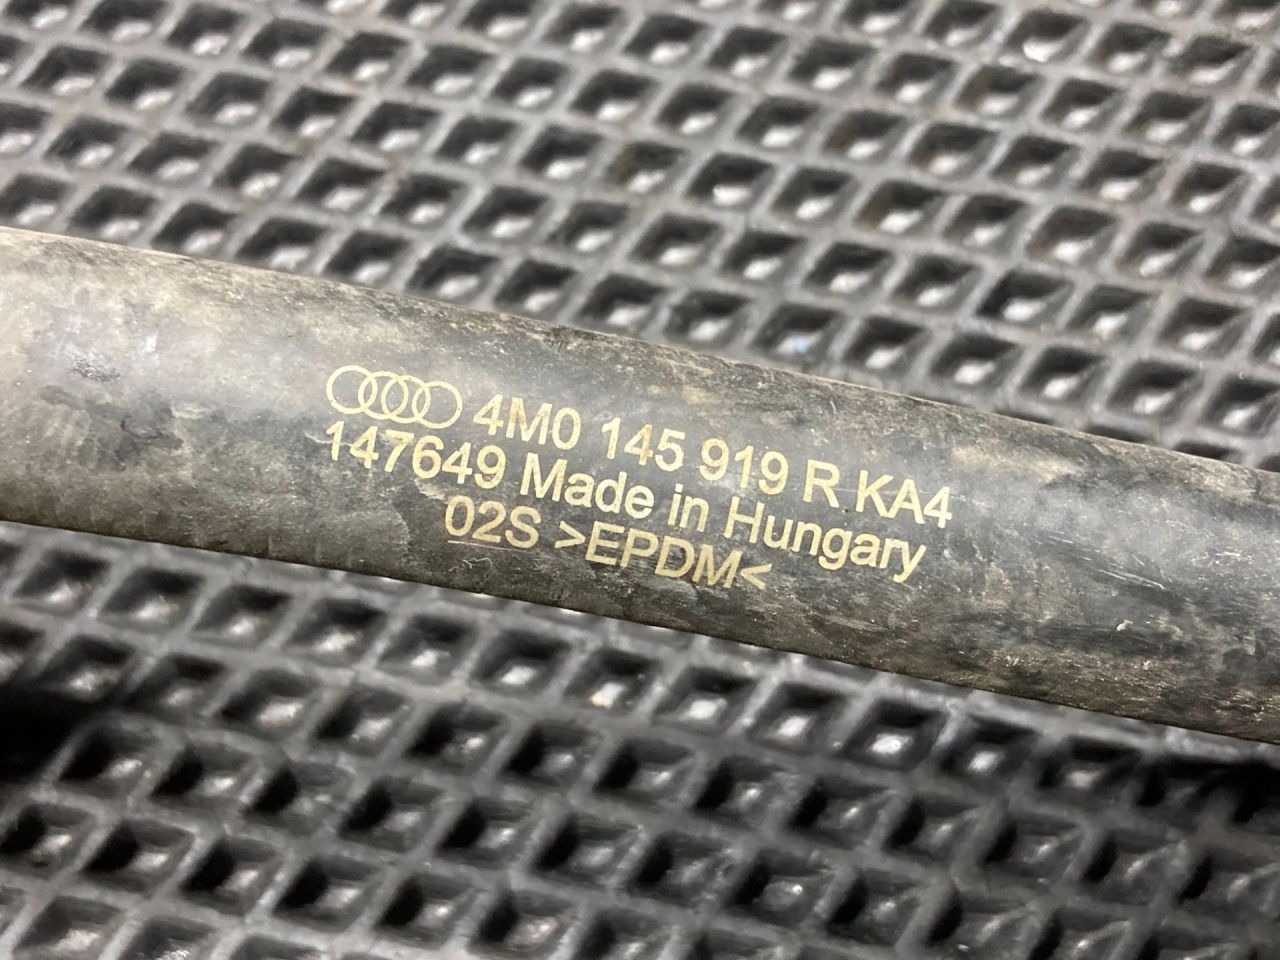 4M0 145 919 R KA4
147649 Made in Hungary
02S >EPDM<